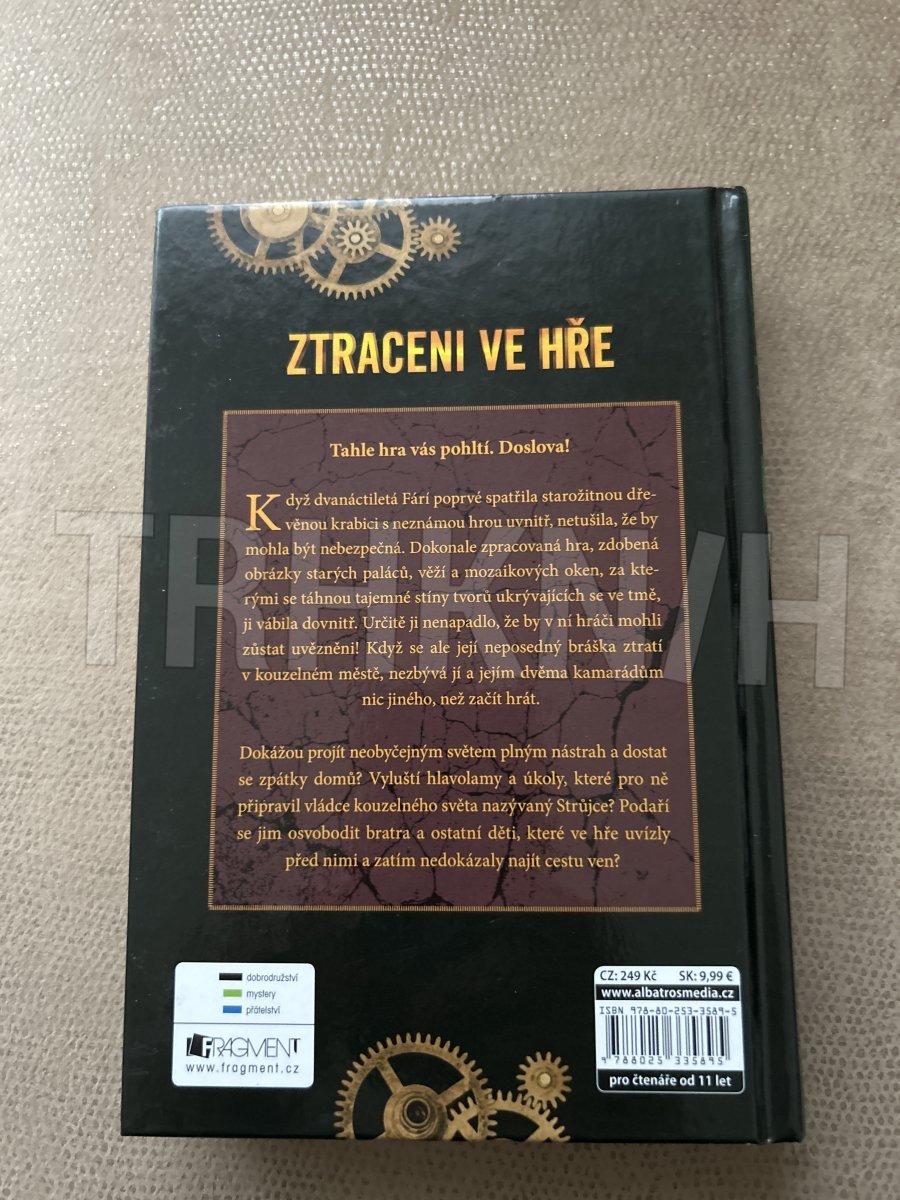 ZTRACENI VE HŘE
Tahle hra vás pohltí. Doslova!
Když dvanáctiletá Fárí poprvé spatřila starožitnou dře-
věnou krabici s neznámou hrou uvnitř, netušila, že by
mohla být nebezpečná. Dokonale zpracovaná hra, zdobená
obrázky starých paláců, věží a mozaikových oken, za kte-
rými se táhnou tajemné stíny tvorů ukrývajících se ve tmě,
ji vábila dovnitř. Určitě ji nenapadlo, že by v ní hráči mohli
zůstat uvězněni! Když se ale její neposedný bráška ztratí
v kouzelném městě, nezbývá jí a jejím dvěma kamarádům
nic jiného, než začít hrát.
Dokážou projít neobyčejným světem plným nástrah a dostat
se zpátky domů? Vyluští hlavolamy a úkoly, které pro ně
připravil vládce kouzelného světa nazývaný Strůjce? Podaří
se jim osvobodit bratra a ostatní děti, které ve hře uvízly
před nimi a zatím nedokázaly najít cestu ven?
TRHKNIH
dobrodružství
mystery
přátelství
FRAGMENT
www.fragment.cz
CZ: 249 Kč SK: 9,99 €
www.albatrosmedia.cz
ISBN 978-80-253-3589-5
9 788025 335895
pro čtenáře od 11 let